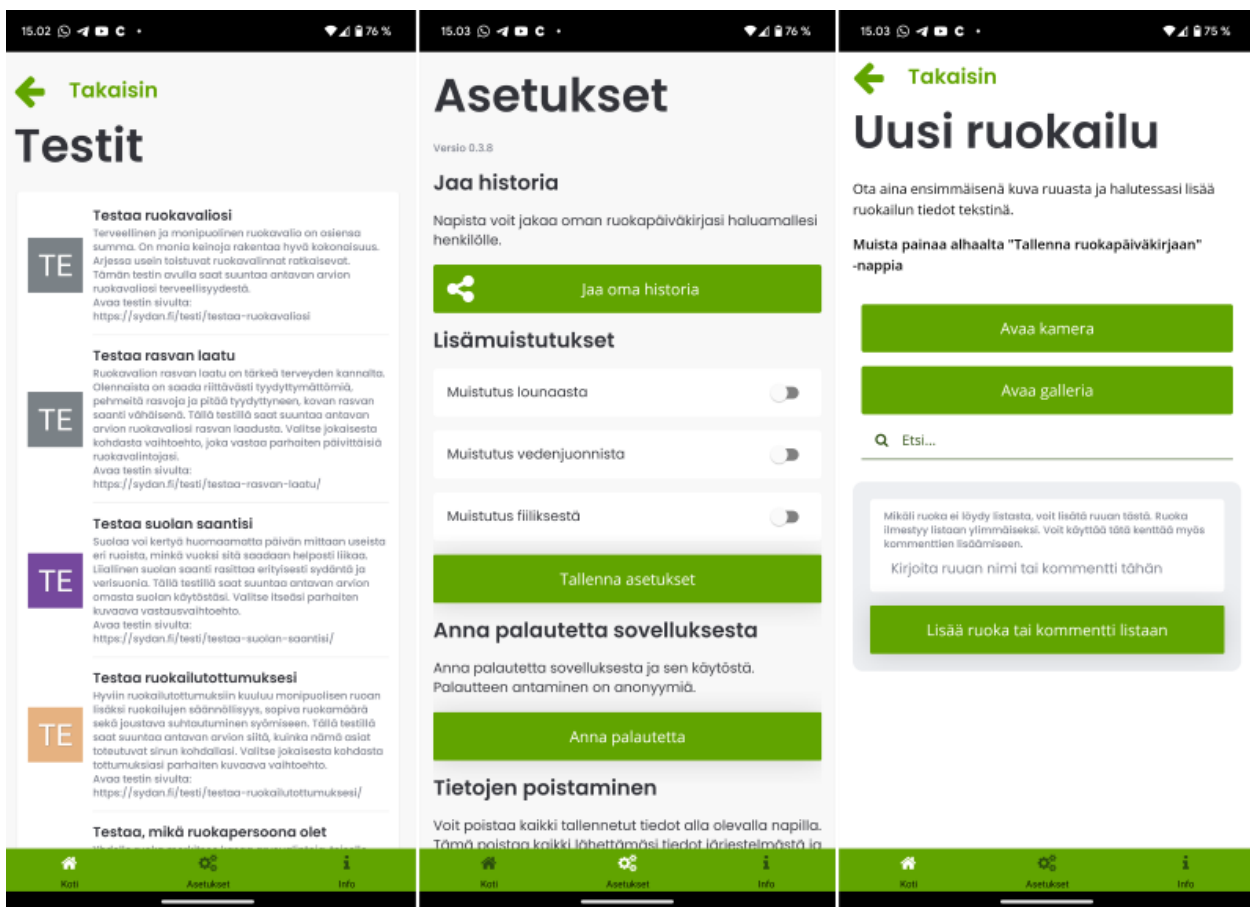 15.02
76 %
Takaisin
Testit
TE
Testaa ruokavaliosi
Terveellinen ja monipuolinen ruokavalio on osiensa
summa. On monia keinoja rakentaa hyvä kokonaisuus.
Arjessa usein toistuvat ruokavalinnat ratkaisevat.
Tämän testin avulla saat suuntaa antavan arvion
ruokavaliosi terveellisyydestä.
Avaa testin sivulta:
https://sydan.fi/testi/testaa-ruokavaliosi
TE
Testaa rasvan laatu
Ruokavalion rasvan laatu on tärkeä terveyden kannalta.
Olennaista on saada riittävästi tyydyttymättömiä,
pehmeitä rasvoja ja pitää tyydyttyneen, kovan rasvan
saanti vähäisenä. Tällä testillä saat suuntaa antavan
arvion ruokavaliosi rasvan laadusta. Valitse jokaisesta
kohdasta vaihtoehto, joka vastaa parhaiten päivittäisiä
ruokavalintojasi.
Avaa testin sivulta:
https://sydan.fi/testi/testaa-rasvan-laatu/
TE
Testaa suolan saantisi
Suolaa voi kertyä huomaamatta päivän mittaan useista
eri ruoista, minkä vuoksi sitä saadaan helposti liikaa.
Liiallinen suolan saanti rasittaa erityisesti sydäntä ja
verisuonia. Tällä testillä saat suuntaa antavan arvion
omasta suolan käytöstäsi. Valitse itseäsi parhaiten
kuvaava vastausvaihtoehto.
Avaa testin sivulta:
https://sydan.fi/testi/testaa-suolan-saantisi/
TE
Testaa ruokailutottumuksesi
Hyviin ruokailutottumuksiin kuuluu monipuolisen ruoan
lisäksi ruokailujen säännöllisyys, sopiva ruokamäärä
sekä joustava suhtautuminen syömiseen. Tällä testillä
saat suuntaa antavan arvion siitä, kuinka nämä asiat
toteutuvat sinun kohdallasi. Valitse jokaisesta kohdasta
tottumuksiasi parhaiten kuvaava vaihtoehto.
Avaa testin sivulta:
https://sydan.fi/testi/testaa-ruokailutottumuksesi/
Testaa, mikä ruokapersoona olet
Koti
Asetukset
Info
15.03
76 %
Asetukset
Versio 0.3.8
Jaa historia
Napista voit jakaa oman ruokapäiväkirjasi haluamallesi
henkilölle.
Jaa oma historia
Lisämuistutukset
Muistutus lounaasta
Muistutus vedenjuonnista
Muistutus fiiliksestä
Tallenna asetukset
Anna palautetta sovelluksesta
Anna palautetta sovelluksesta ja sen käytöstä.
Palautteen antaminen on anonyymiä.
Anna palautetta
Tietojen poistaminen
Voit poistaa kaikki tallennetut tiedot alla olevalla napilla.
Tämä poistaa kaikki lähettämäsi tiedot järjestelmästä ja
Koti
Asetukset
Info
15.03
75 %
Takaisin
Uusi ruokailu
Ota aina ensimmäisenä kuva ruuasta ja halutessasi lisää
ruokailun tiedot tekstinä.
Muista painaa alhaalta "Tallenna ruokapäiväkirjaan"
-nappia
Avaa kamera
Avaa galleria
Etsi...
Mikäli ruoka ei löydy listasta, voit lisätä ruuan tästä. Ruoka
ilmestyy listaan ylimmäiseksi. Voit käyttää tätä kenttää myös
kommenttien lisäämiseen.
Kirjoita ruuan nimi tai kommentti tähän
Lisää ruoka tai kommentti listaan
Koti
Asetukset
Info